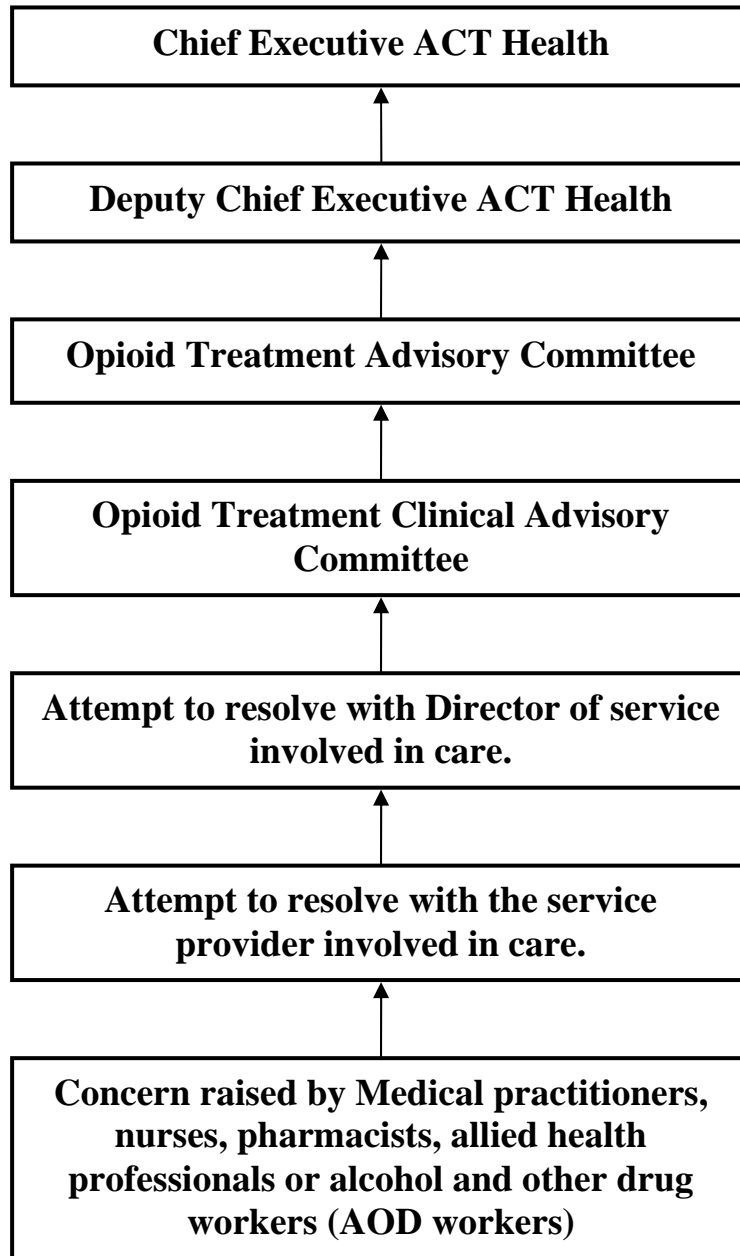 Chief Executive ACT Health
Deputy Chief Executive ACT Health
Opioid Treatment Advisory Committee
Opioid Treatment Clinical Advisory
Committee
Attempt to resolve with Director of service
involved in care.
Attempt to resolve with the service
provider involved in care.
Concern raised by Medical practitioners,
nurses, pharmacists, allied health
professionals or alcohol and other drug
workers (AOD workers)